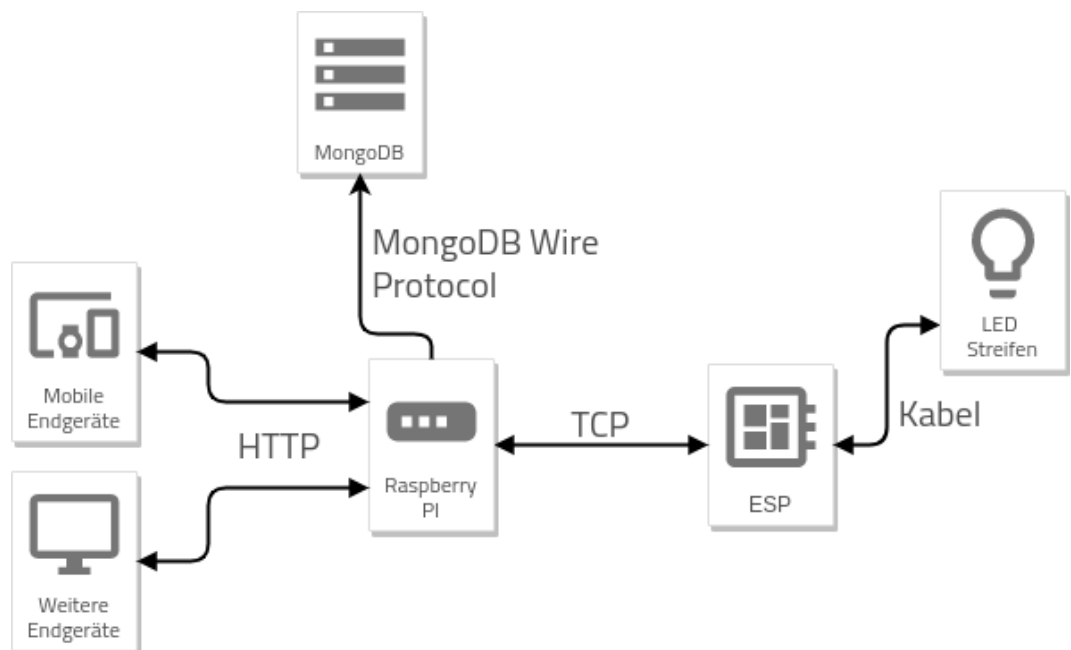 MongoDB
MongoDB Wire
Protocol
LED
Streifen
Mobile
Endgeräte
HTTP
TCP
Kabel
Raspberry
PI
ESP
Weitere
Endgeräte